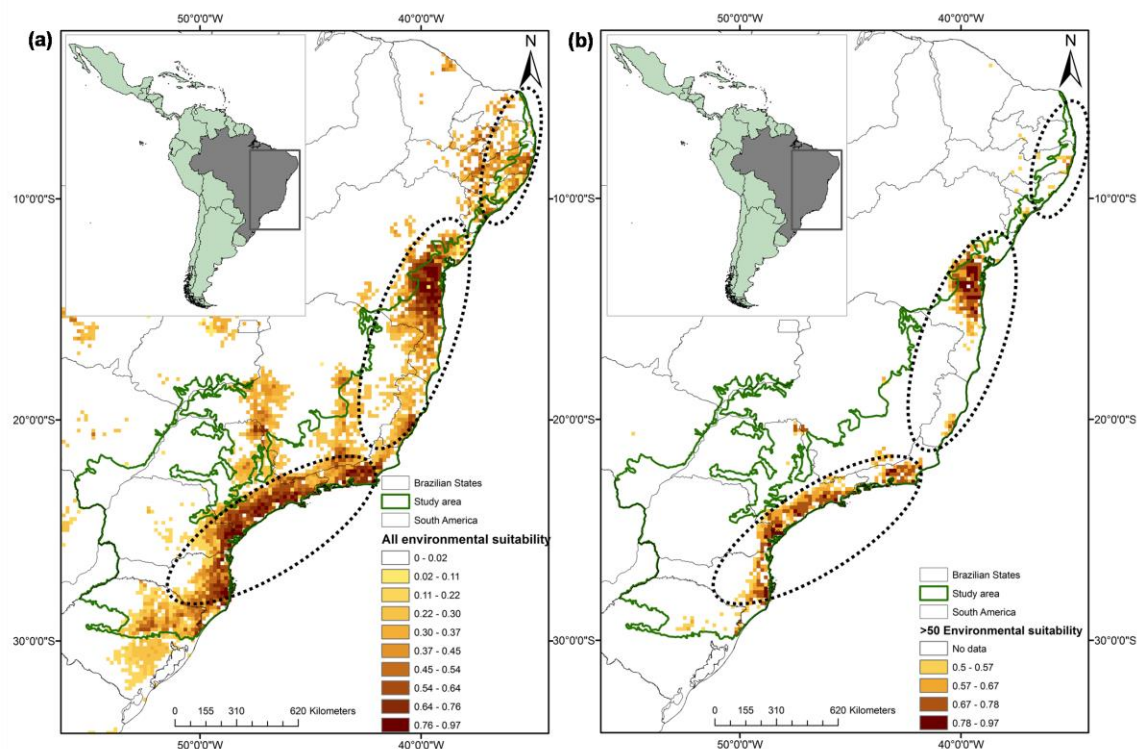 50°0'0"W 40°0'0"W
(a)
N
10°0'0"S
20°0'0"S
30°0'0"S
Brazilian States
Study area
South America
All environmental suitability
0 - 0.02
0.02 - 0.11
0.11 - 0.22
0.22 - 0.30
0.30 - 0.37
0.37 - 0.45
0.45 - 0.54
0.54 - 0.64
0.64 - 0.76
0.76 - 0.97
0 155 310 620 Kilometers
50°0'0"W 40°0'0"W
50°0'0"W 40°0'0"W
(b)
N
10°0'0"S
20°0'0"S
30°0'0"S
Brazilian States
Study area
South America
>50 Environmental suitability
No data
0.5 - 0.57
0.57 - 0.67
0.67 - 0.78
0.78 - 0.97
0 155 310 620 Kilometers
50°0'0"W 40°0'0"W